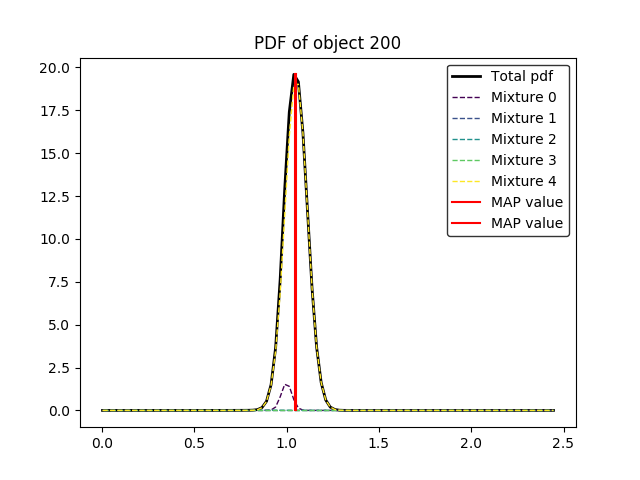 PDF of object 200
20.0
17.5
15.0
12.5
10.0
7.5
5.0
2.5
0.0
Total pdf
Mixture 0
Mixture 1
Mixture 2
Mixture 3
Mixture 4
MAP value
MAP value
0.0 0.5 1.0 1.5 2.0 2.5